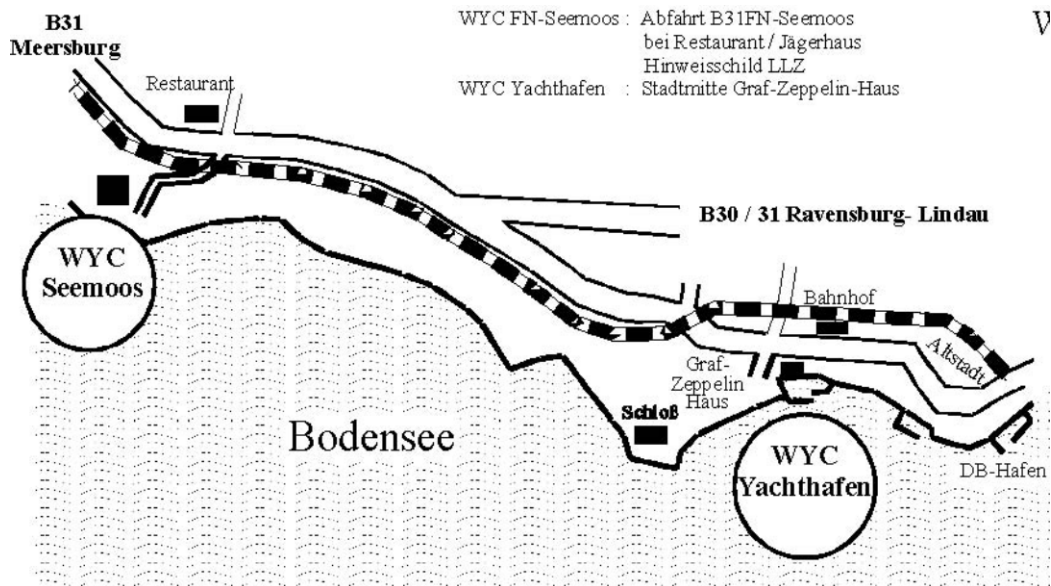 WYC FN-Seemoos : Abfahrt B31FN-Seemoos
bei Restaurant / Jägerhaus
Hinweisschild LLZ
WYC Yachthafen : Stadtmitte Graf-Zeppelin-Haus
B31
Meersburg
Restaurant
B30 / 31 Ravensburg- Lindau
WYC
Seemoos
Bahnhof
Altstadt
Graf-
Zeppelin
Haus
Schloß
Bodensee
WYC
Yachthafen
DB-Hafen